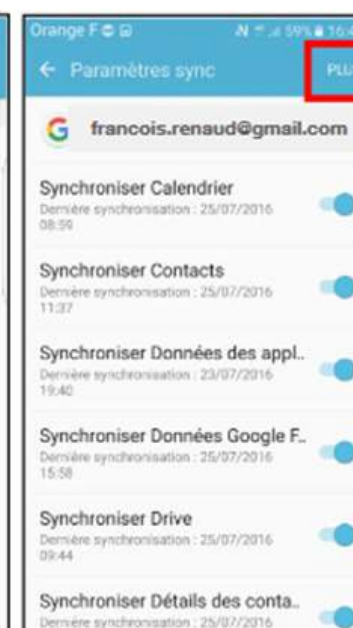 Orange F 59% 16:4
Paramètres sync PLUS
G francois.renaud@gmail.com
Synchroniser Calendrier
Dernière synchronisation : 25/07/2016
08:59
Synchroniser Contacts
Dernière synchronisation : 25/07/2016
11:37
Synchroniser Données des appl..
Dernière synchronisation : 23/07/2016
19:40
Synchroniser Données Google F..
Dernière synchronisation : 25/07/2016
15:58
Synchroniser Drive
Dernière synchronisation : 25/07/2016
09:44
Synchroniser Détails des conta..
Dernière synchronisation : 25/07/2016